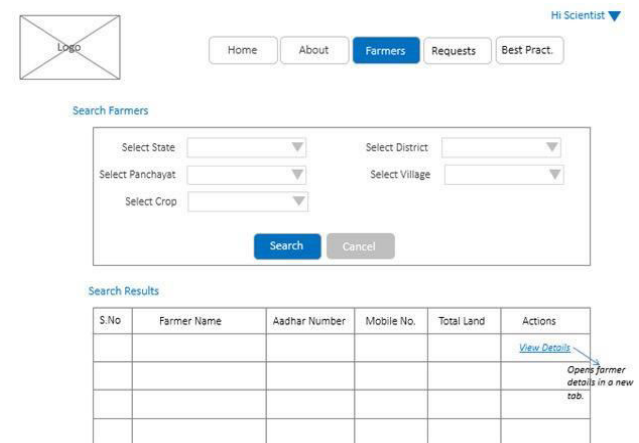 Hi Scientist
Logo
Home About Farmers Requests Best Pract.
Search Farmers
Select State Select District
Select Panchayat Select Village
Select Crop
Search Cancel
Search Results
S.No Farmer Name Aadhar Number Mobile No. Total Land Actions
View Details
Opens farmer
details in a new
tab.